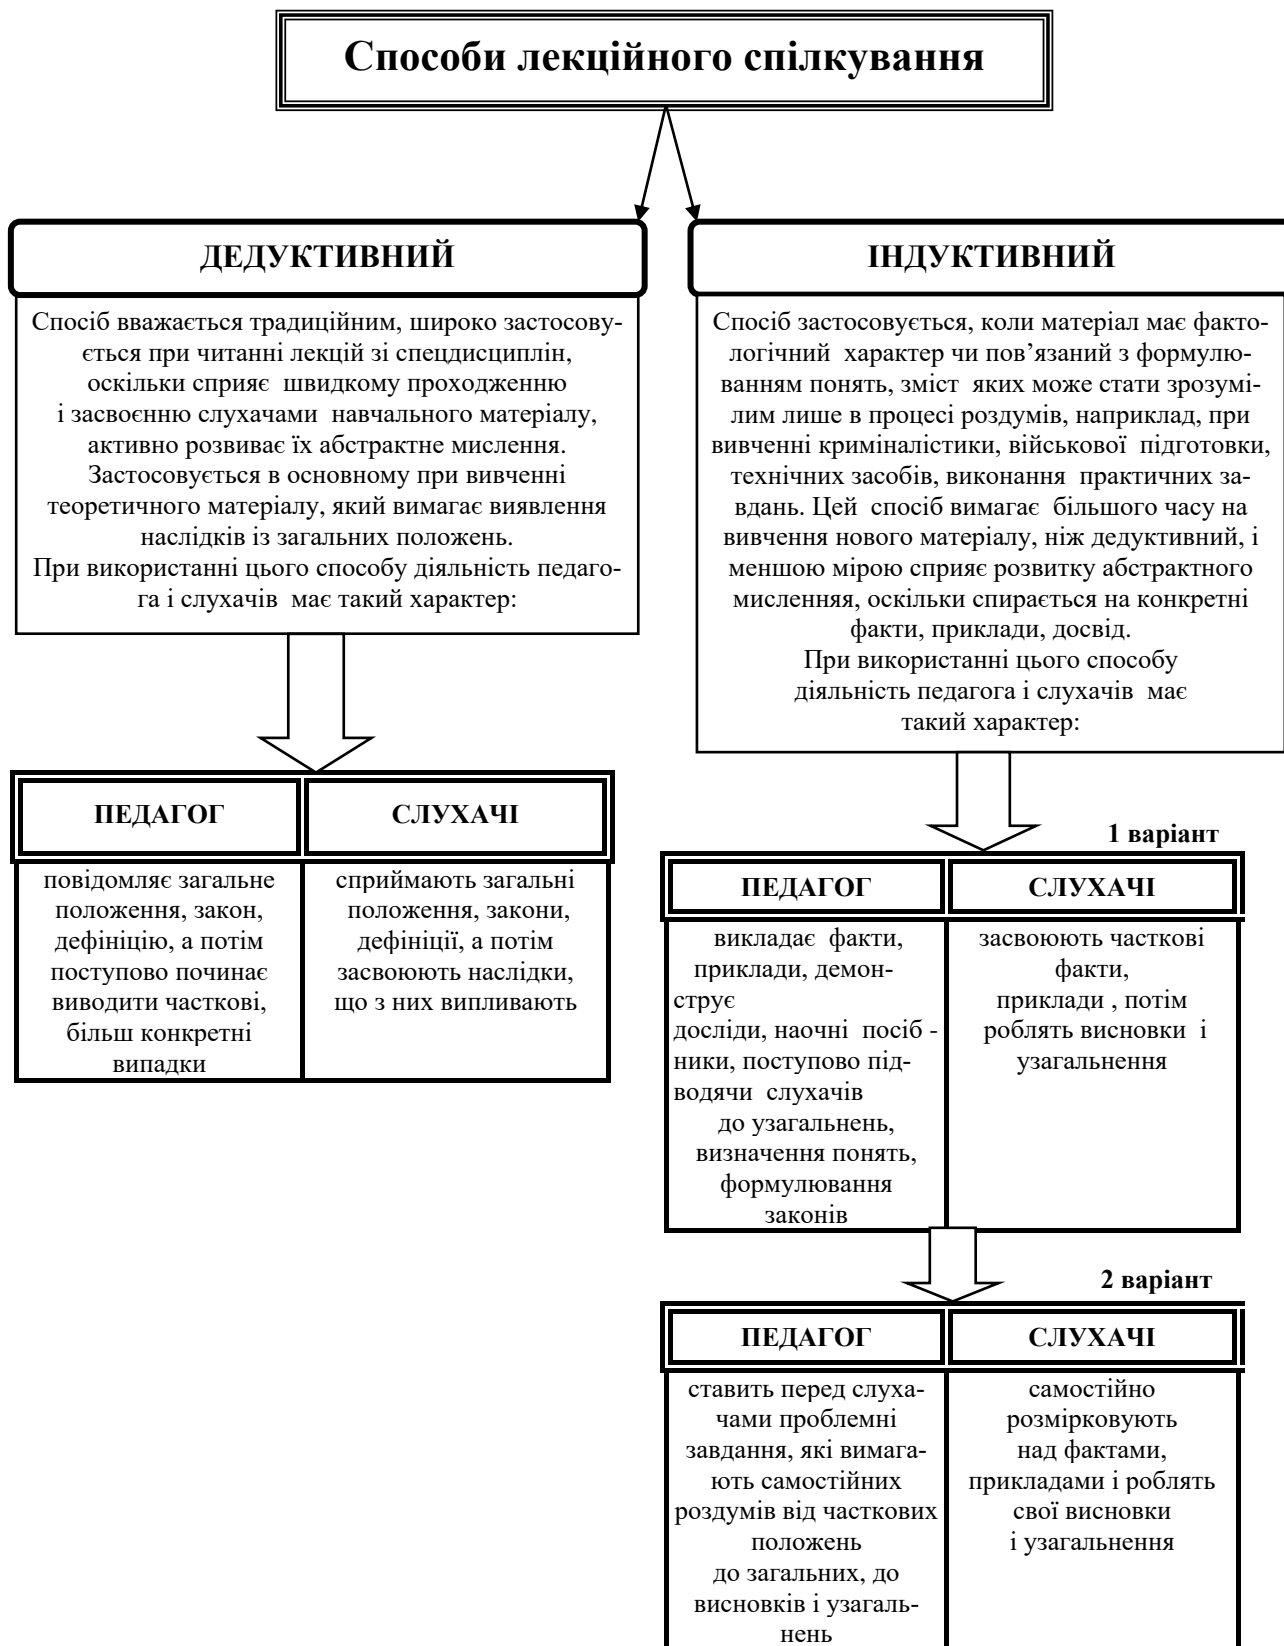 Способи лекційного спілкування
ДЕДУКТИВНИЙ
Спосіб вважається традиційним, широко застосову-
ється при читанні лекцій зі спецдисциплін,
оскільки сприяє швидкому проходженню
і засвоєнню слухачами навчального матеріалу,
активно розвиває їх абстрактне мислення.
Застосовується в основному при вивченні
теоретичного матеріалу, який вимагає виявлення
наслідків із загальних положень.
При використанні цього способу діяльність педаго-
га і слухачів має такий характер:
ПЕДАГОГ
повідомляє загальне
положення, закон,
дефініцію, а потім
поступово починає
виводити часткові,
більш конкретні
випадки
СЛУХАЧІ
сприймають загальні
положення, закони,
дефініції, а потім
засвоюють наслідки,
що з них випливають
ІНДУКТИВНИЙ
Спосіб застосовується, коли матеріал має факто-
логічний характер чи пов’язаний з формулю-
ванням понять, зміст яких може стати зрозумі-
лим лише в процесі роздумів, наприклад, при
вивченні криміналістики, військової підготовки,
технічних засобів, виконання практичних за-
вдань. Цей спосіб вимагає більшого часу на
вивчення нового матеріалу, ніж дедуктивний, і
меншою мірою сприяє розвитку абстрактного
мисленняя, оскільки спирається на конкретні
факти, приклади, досвід.
При використанні цього способу
діяльність педагога і слухачів має
такий характер:
1 варіант
ПЕДАГОГ
викладає факти,
приклади, демон-
струє
досліди, наочні посіб -
ники, поступово під-
водячи слухачів
до узагальнень,
визначення понять,
формулювання
законів
СЛУХАЧІ
засвоюють часткові
факти,
приклади , потім
роблять висновки і
узагальнення
2 варіант
ПЕДАГОГ
ставить перед слуха-
чами проблемні
завдання, які вимага-
ють самостійних
роздумів від часткових
положень
до загальних, до
висновків і узагаль-
нень
СЛУХАЧІ
самостійно
розмірковують
над фактами,
прикладами і роблять
свої висновки
і узагальнення